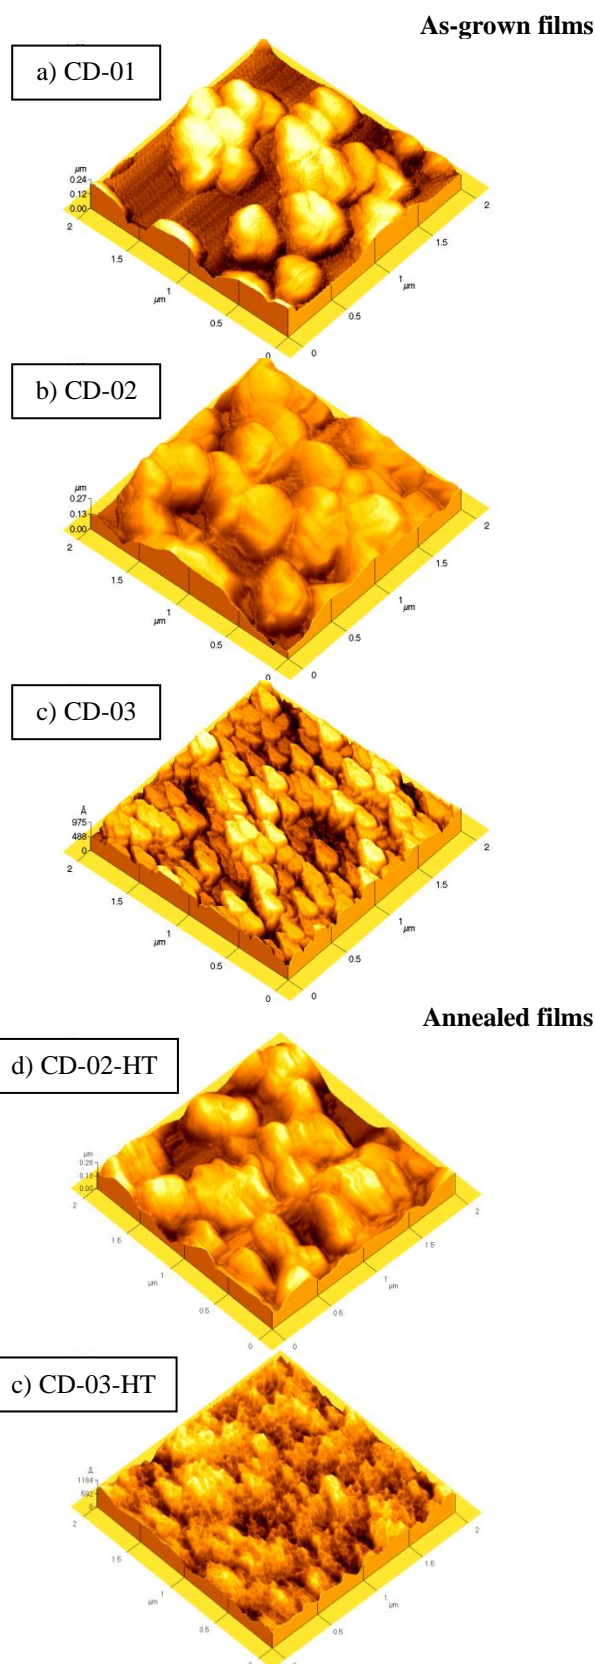 As-grown films
a) CD-01
μm
0.24
0.12
0.00
2
1.5
μm
1
0.5
0
0
0.5
1
μm
1.5
2
b) CD-02
μm
0.27
0.13
0.00
2
1.5
μm
1
0.5
0
0
0.5
1
μm
1.5
2
c) CD-03
Å
975
488
0
2
1.5
μm
1
0.5
0
0
0.5
1
μm
1.5
2
Annealed films
d) CD-02-HT
μm
0.26
0.13
0.00
2
1.5
μm
1
0.5
0
0
0.5
1
μm
1.5
2
c) CD-03-HT
Å
1184
592
2
1.5
μm
1
0.5
0.5
1
μm
1.5
2